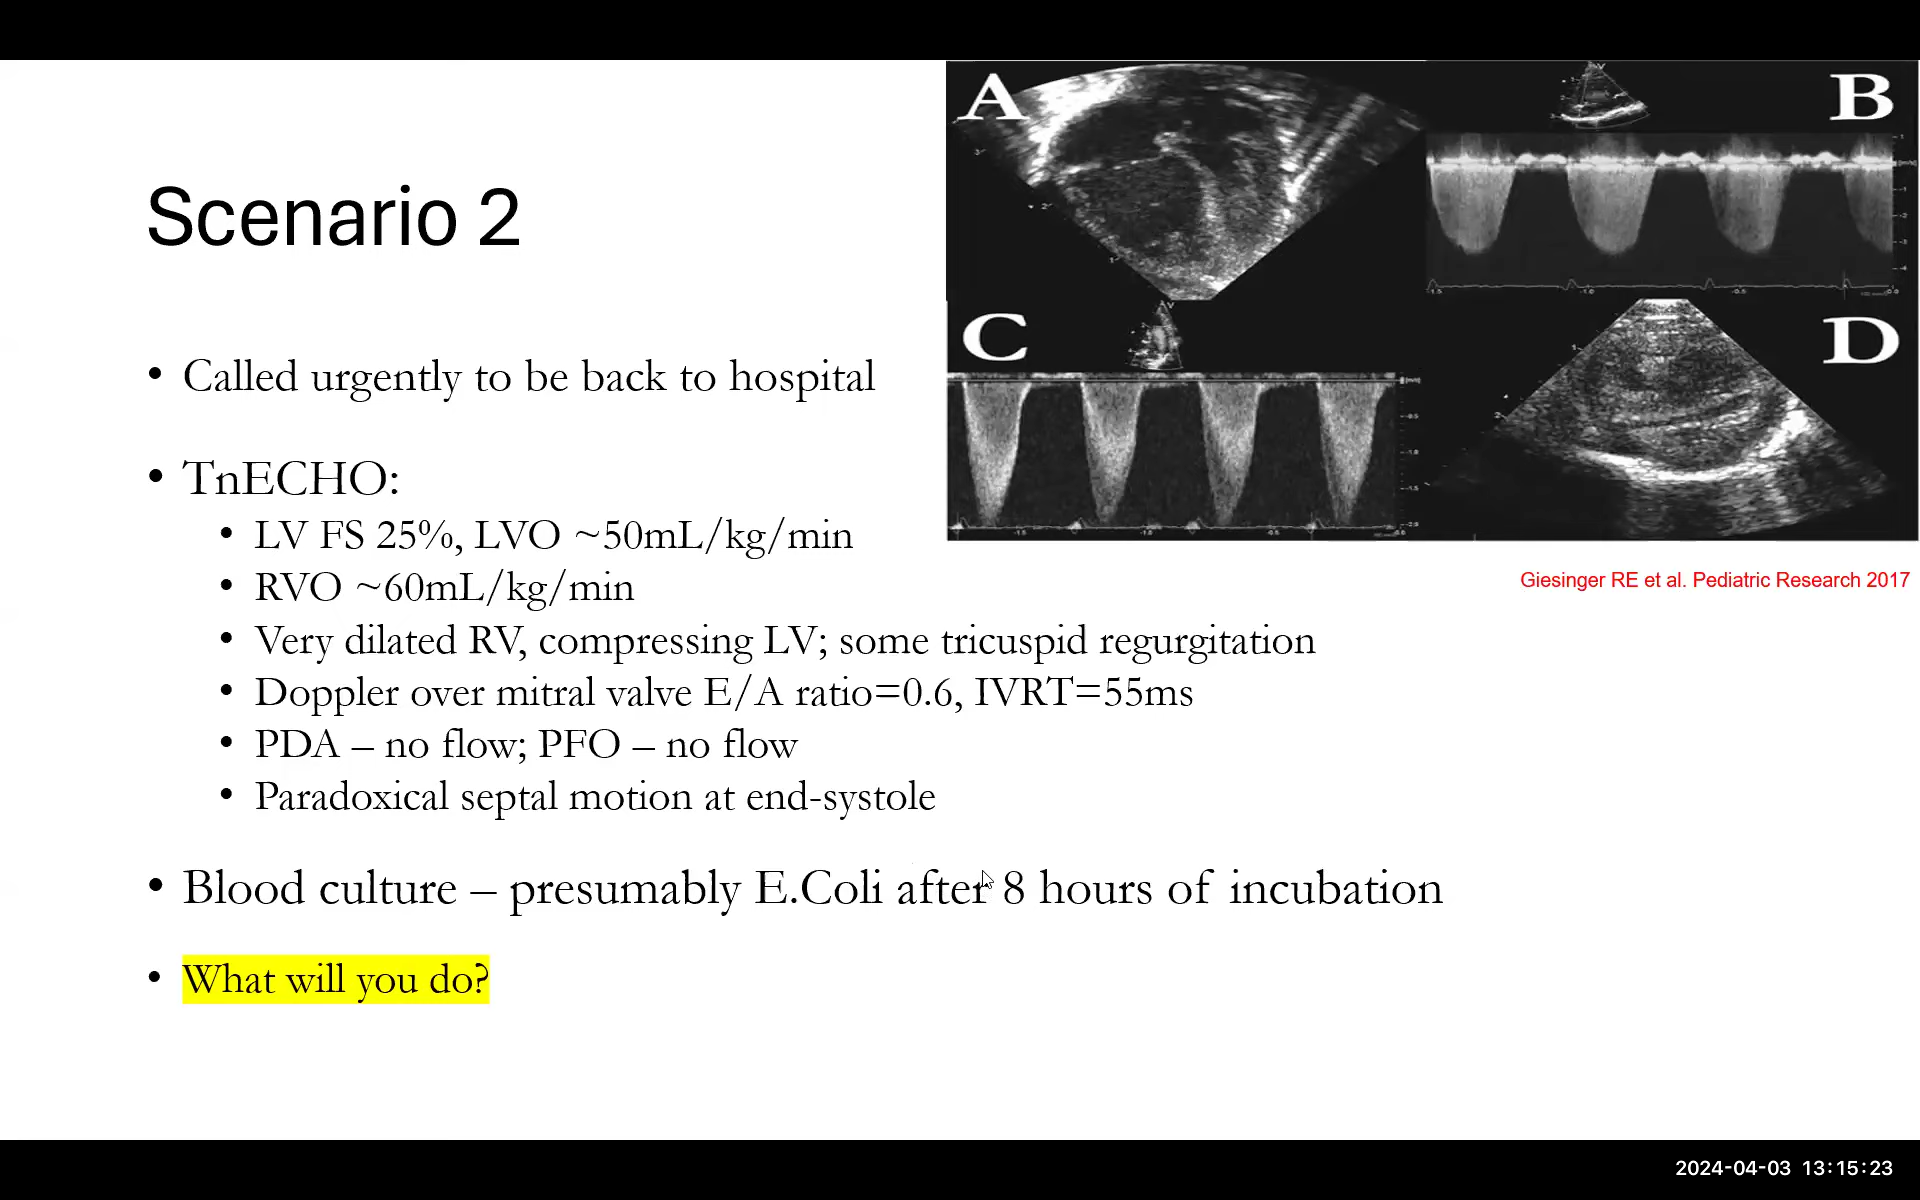 A
B
Scenario 2
C
D
• Called urgently to be back to hospital
• TnECHO:
• LV FS 25%, LVO ~50mL/kg/min
Giesinger RE et al. Pediatric Research 2017
• RVO ~60mL/kg/min
• Very dilated RV, compressing LV; some tricuspid regurgitation
• Doppler over mitral valve E/A ratio=0.6, IVRT=55ms
• PDA – no flow; PFO – no flow
• Paradoxical septal motion at end-systole
• Blood culture – presumably E.Coli after 8 hours of incubation
• What will you do?
2024-04-03 13:15:23